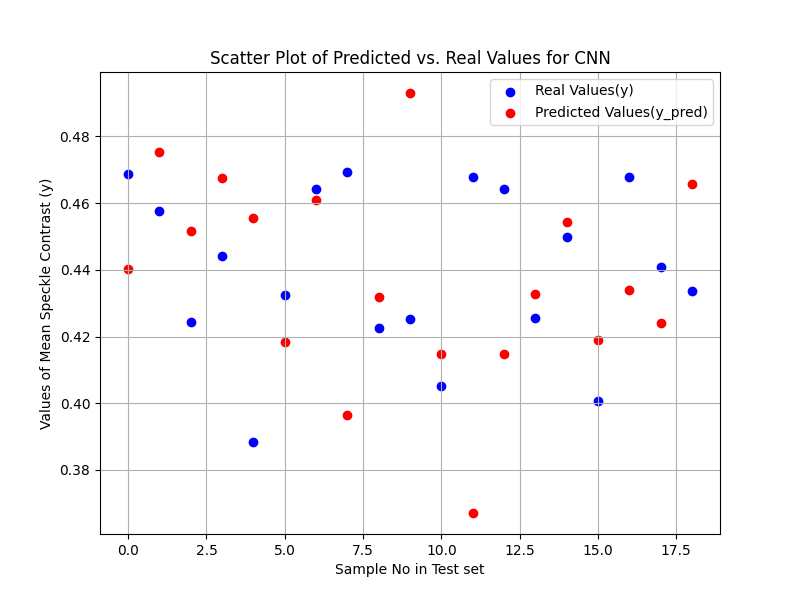 Scatter Plot of Predicted vs. Real Values for CNN
Real Values(y)
Predicted Values(y_pred)
Values of Mean Speckle Contrast (y)
0.48
0.46
0.44
0.42
0.40
0.38
0.0 2.5 5.0 7.5 10.0 12.5 15.0 17.5
Sample No in Test set